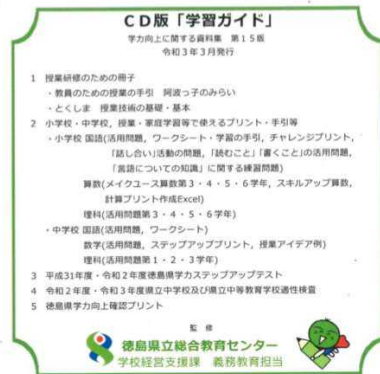 CD版「学習ガイド」
学力向上に関する資料集 第15版
令和3年3月発行
1 授業研修のための冊子
・教員のための授業の手引 阿波っ子のみらい
・とくしま 授業技術の基礎・基本
2 小学校・中学校，授業・家庭学習等で使えるプリント・手引等
・小学校 国語(活用問題，ワークシート・学習の手引，チャレンジプリント，
「話し合い」活動の問題，「読むこと」「書くこと」の活用問題，
「言語についての知識」に関する練習問題)
算数(メイクユース算数第3・4・5・6学年，スキルアップ算数，
計算プリント作成Excel)
理科(活用問題第3・4・5・6学年)
・中学校 国語(活用問題，ワークシート)
数学(活用問題，ステップアッププリント，授業アイデア例)
理科(活用問題第1・2・3学年)
3 平成31年度・令和2年度徳島県学力ステップアップテスト
4 令和2年度・令和3年度県立中学校及び県立中等教育学校適性検査
5 徳島県学力向上確認プリント
監 修
徳島県立総合教育センター
学校経営支援課 義務教育担当